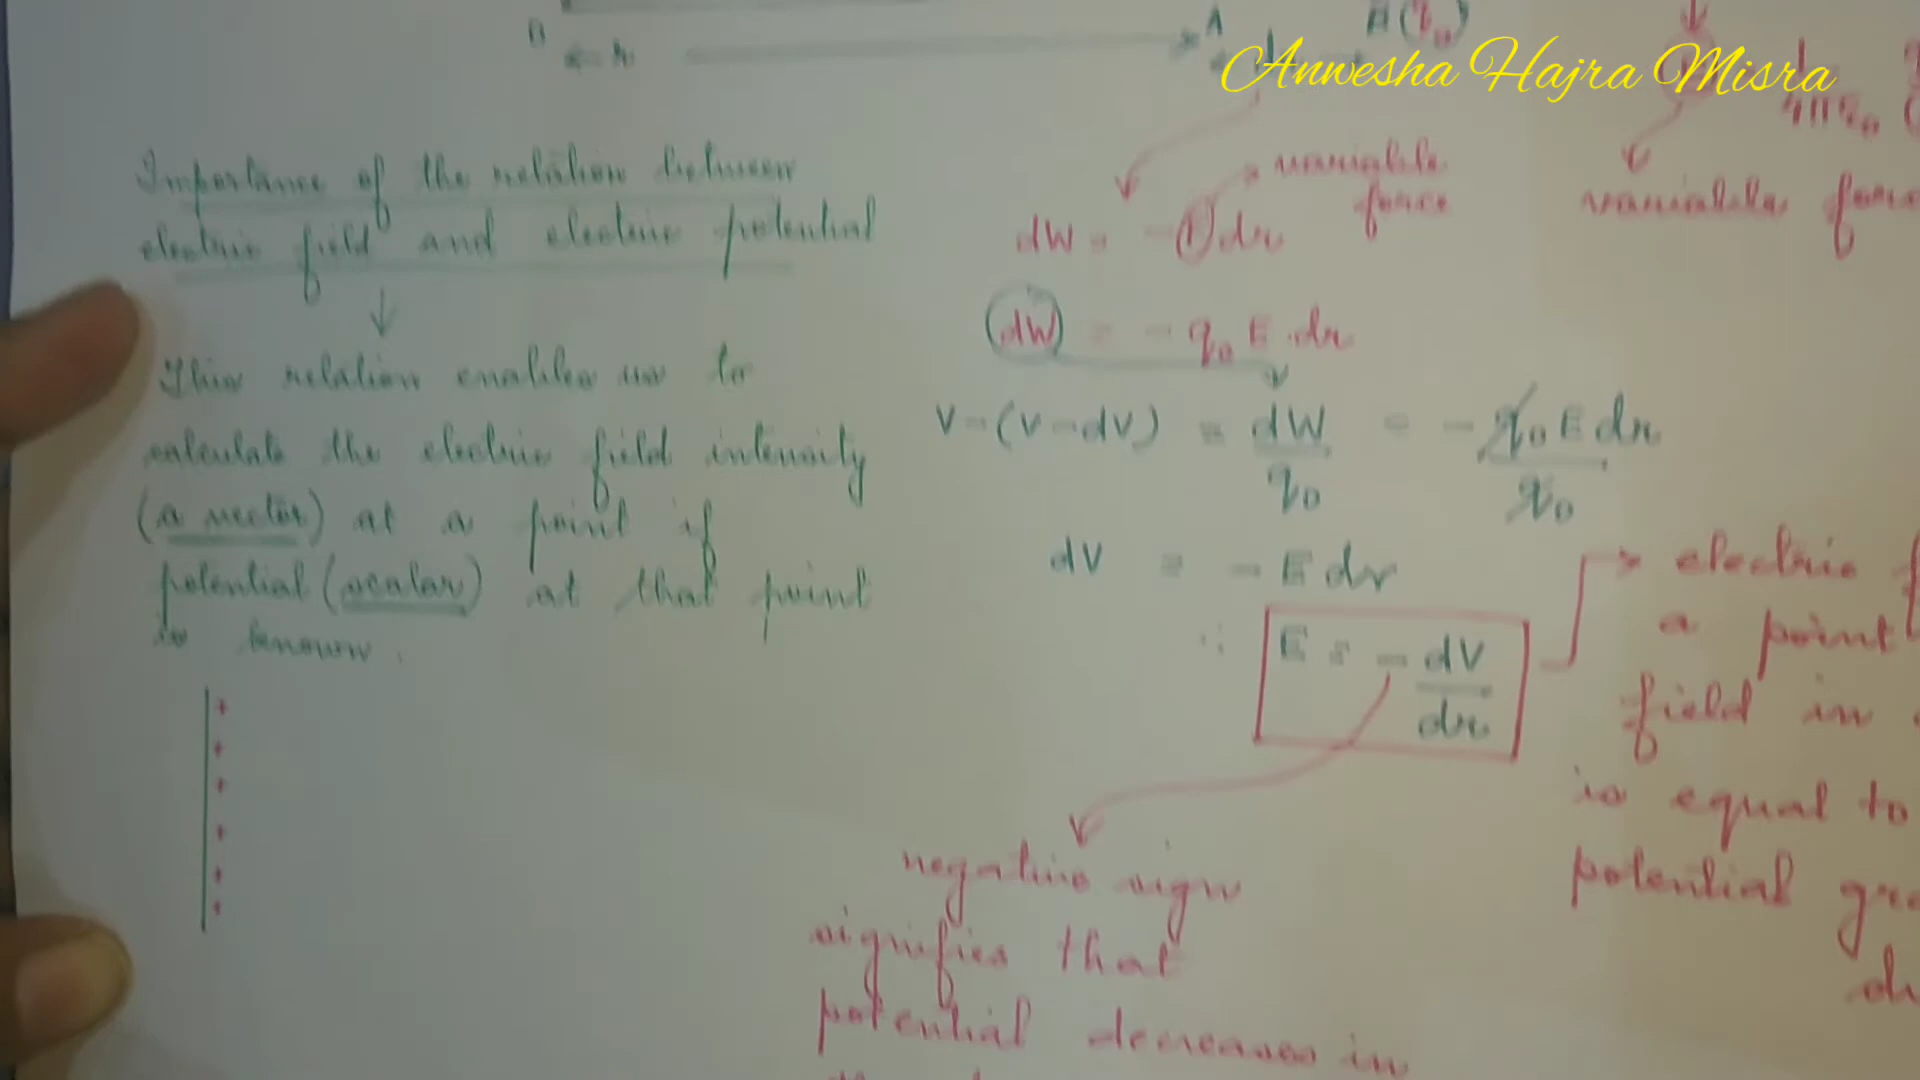 B
A
Anwesha Hajra Misra
Importance of the relation between
electric field and electric potential
↓
This relation enables us to
calculate the electric field intensity
(a vector) at a point if
potential (scalar) at that point
is known.
+
+
+
+
+
+
variable
force
dW = -F dr
dW = - q₀ E dr
V-(V-dV) = dW/q₀ = - q₀ E dr/q₀
dV = - E dr
∴ E = - dV/dr
negative sign
signifies that
potential decreases in
4πε₀
variable force
electric
a point
field in
is equal to
potential